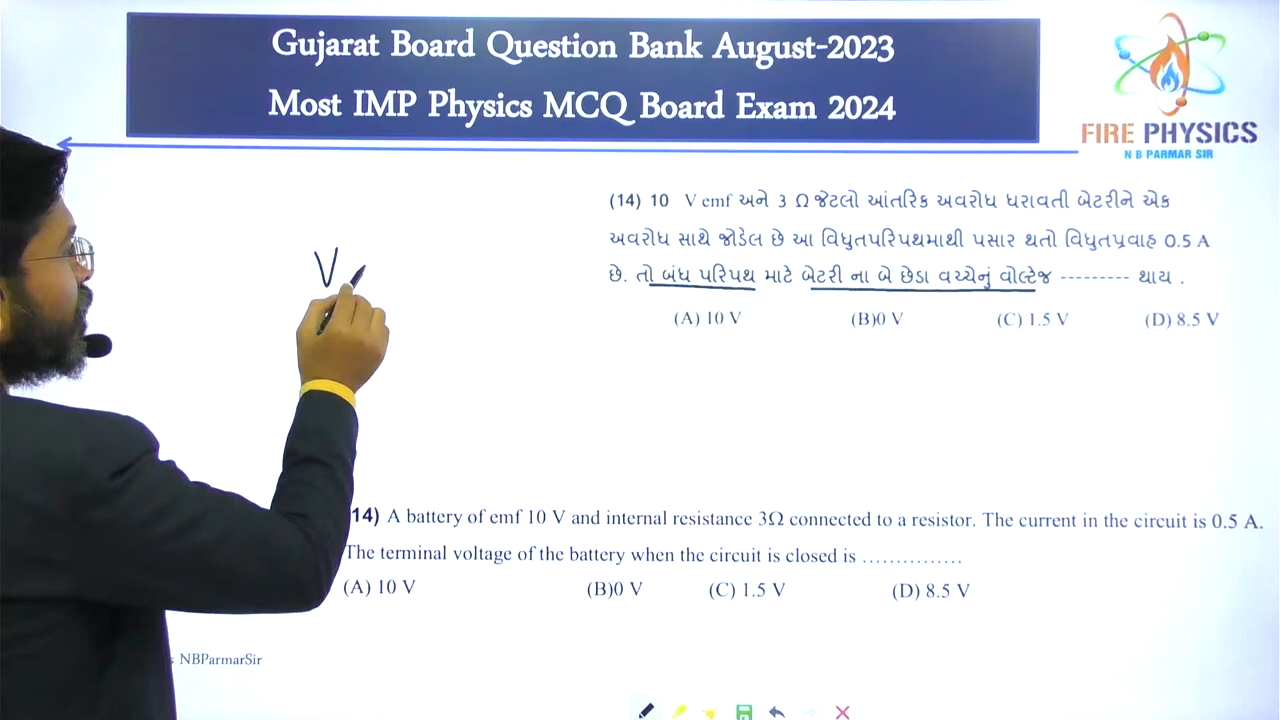 Gujarat Board Question Bank August-2023
Most IMP Physics MCQ Board Exam 2024
FIRE PHYSICS
N B PARMAR SIR
(14) 10 V emf અને 3 Ω જેટલો આંતરિક અવરોધ ધરાવતી બેટરીને એક
અવરોધ સાથે જોડેલ છે આ વિધુતપરિપથમાથી પસાર થતો વિધુતપ્રવાહ 0.5 A
છે. તો બંધ પરિપથ માટે બેટરી ના બે છેડા વચ્ચેનું વોલ્ટેજ --------- થાય .
(A) 10 V (B)0 V (C) 1.5 V (D) 8.5 V
V
14) A battery of emf 10 V and internal resistance 3Ω connected to a resistor. The current in the circuit is 0.5 A.
The terminal voltage of the battery when the circuit is closed is ...............
(A) 10 V (B)0 V (C) 1.5 V (D) 8.5 V
: NBParmarSir